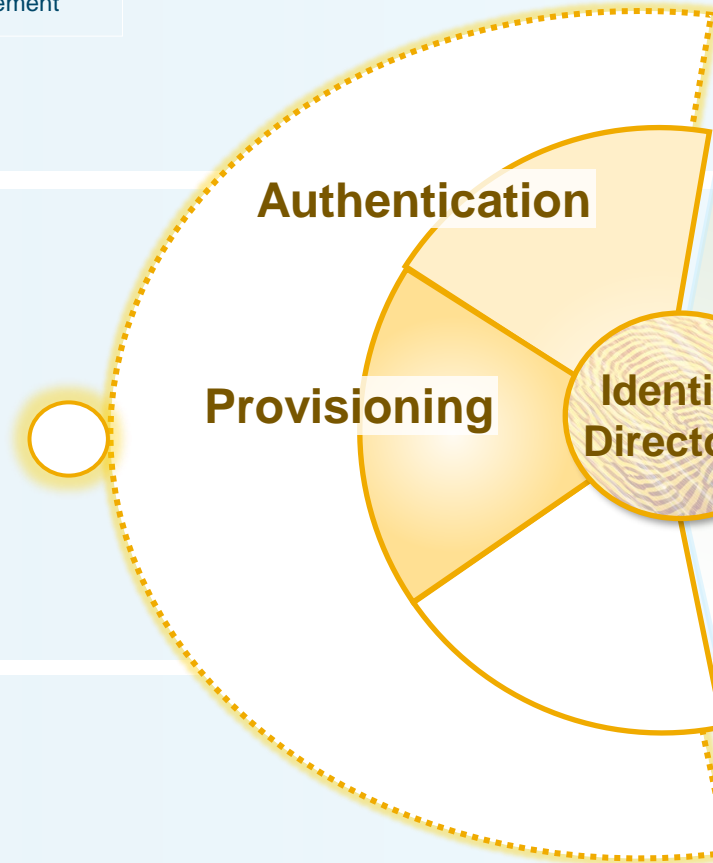 ement
Authentication
Provisioning
Identi
Directo